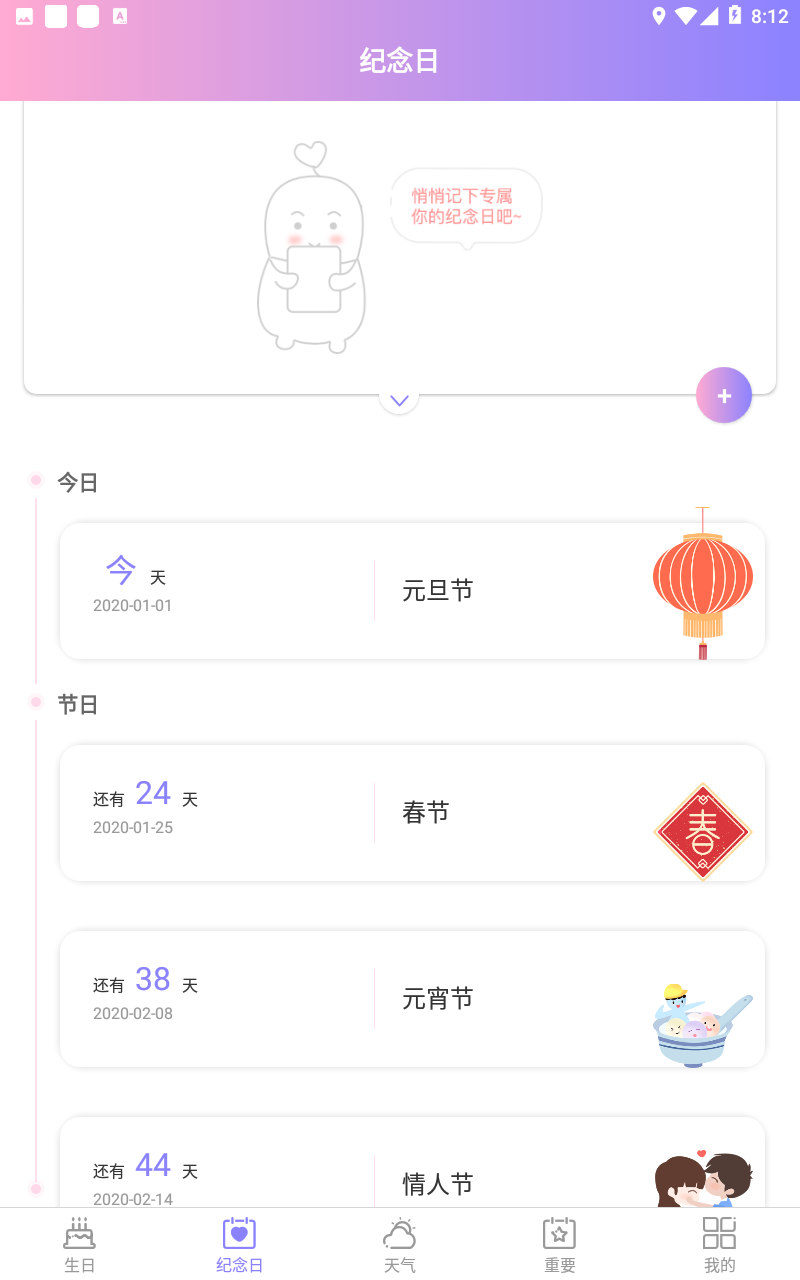 8:12
纪念日
悄悄记下专属
你的纪念日吧~
+
今日
今 天
2020-01-01
元旦节
节日
还有 24 天
2020-01-25
春节
春
还有 38 天
2020-02-08
元宵节
还有 44 天
2020-02-14
情人节
生日
纪念日
天气
重要
我的